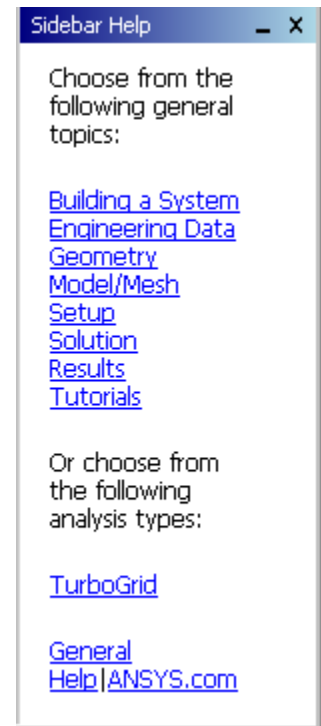 Sidebar Help
Choose from the
following general
topics:
Building a System
Engineering Data
Geometry
Model/Mesh
Setup
Solution
Results
Tutorials
Or choose from
the following
analysis types:
TurboGrid
General
Help|ANSYS.com